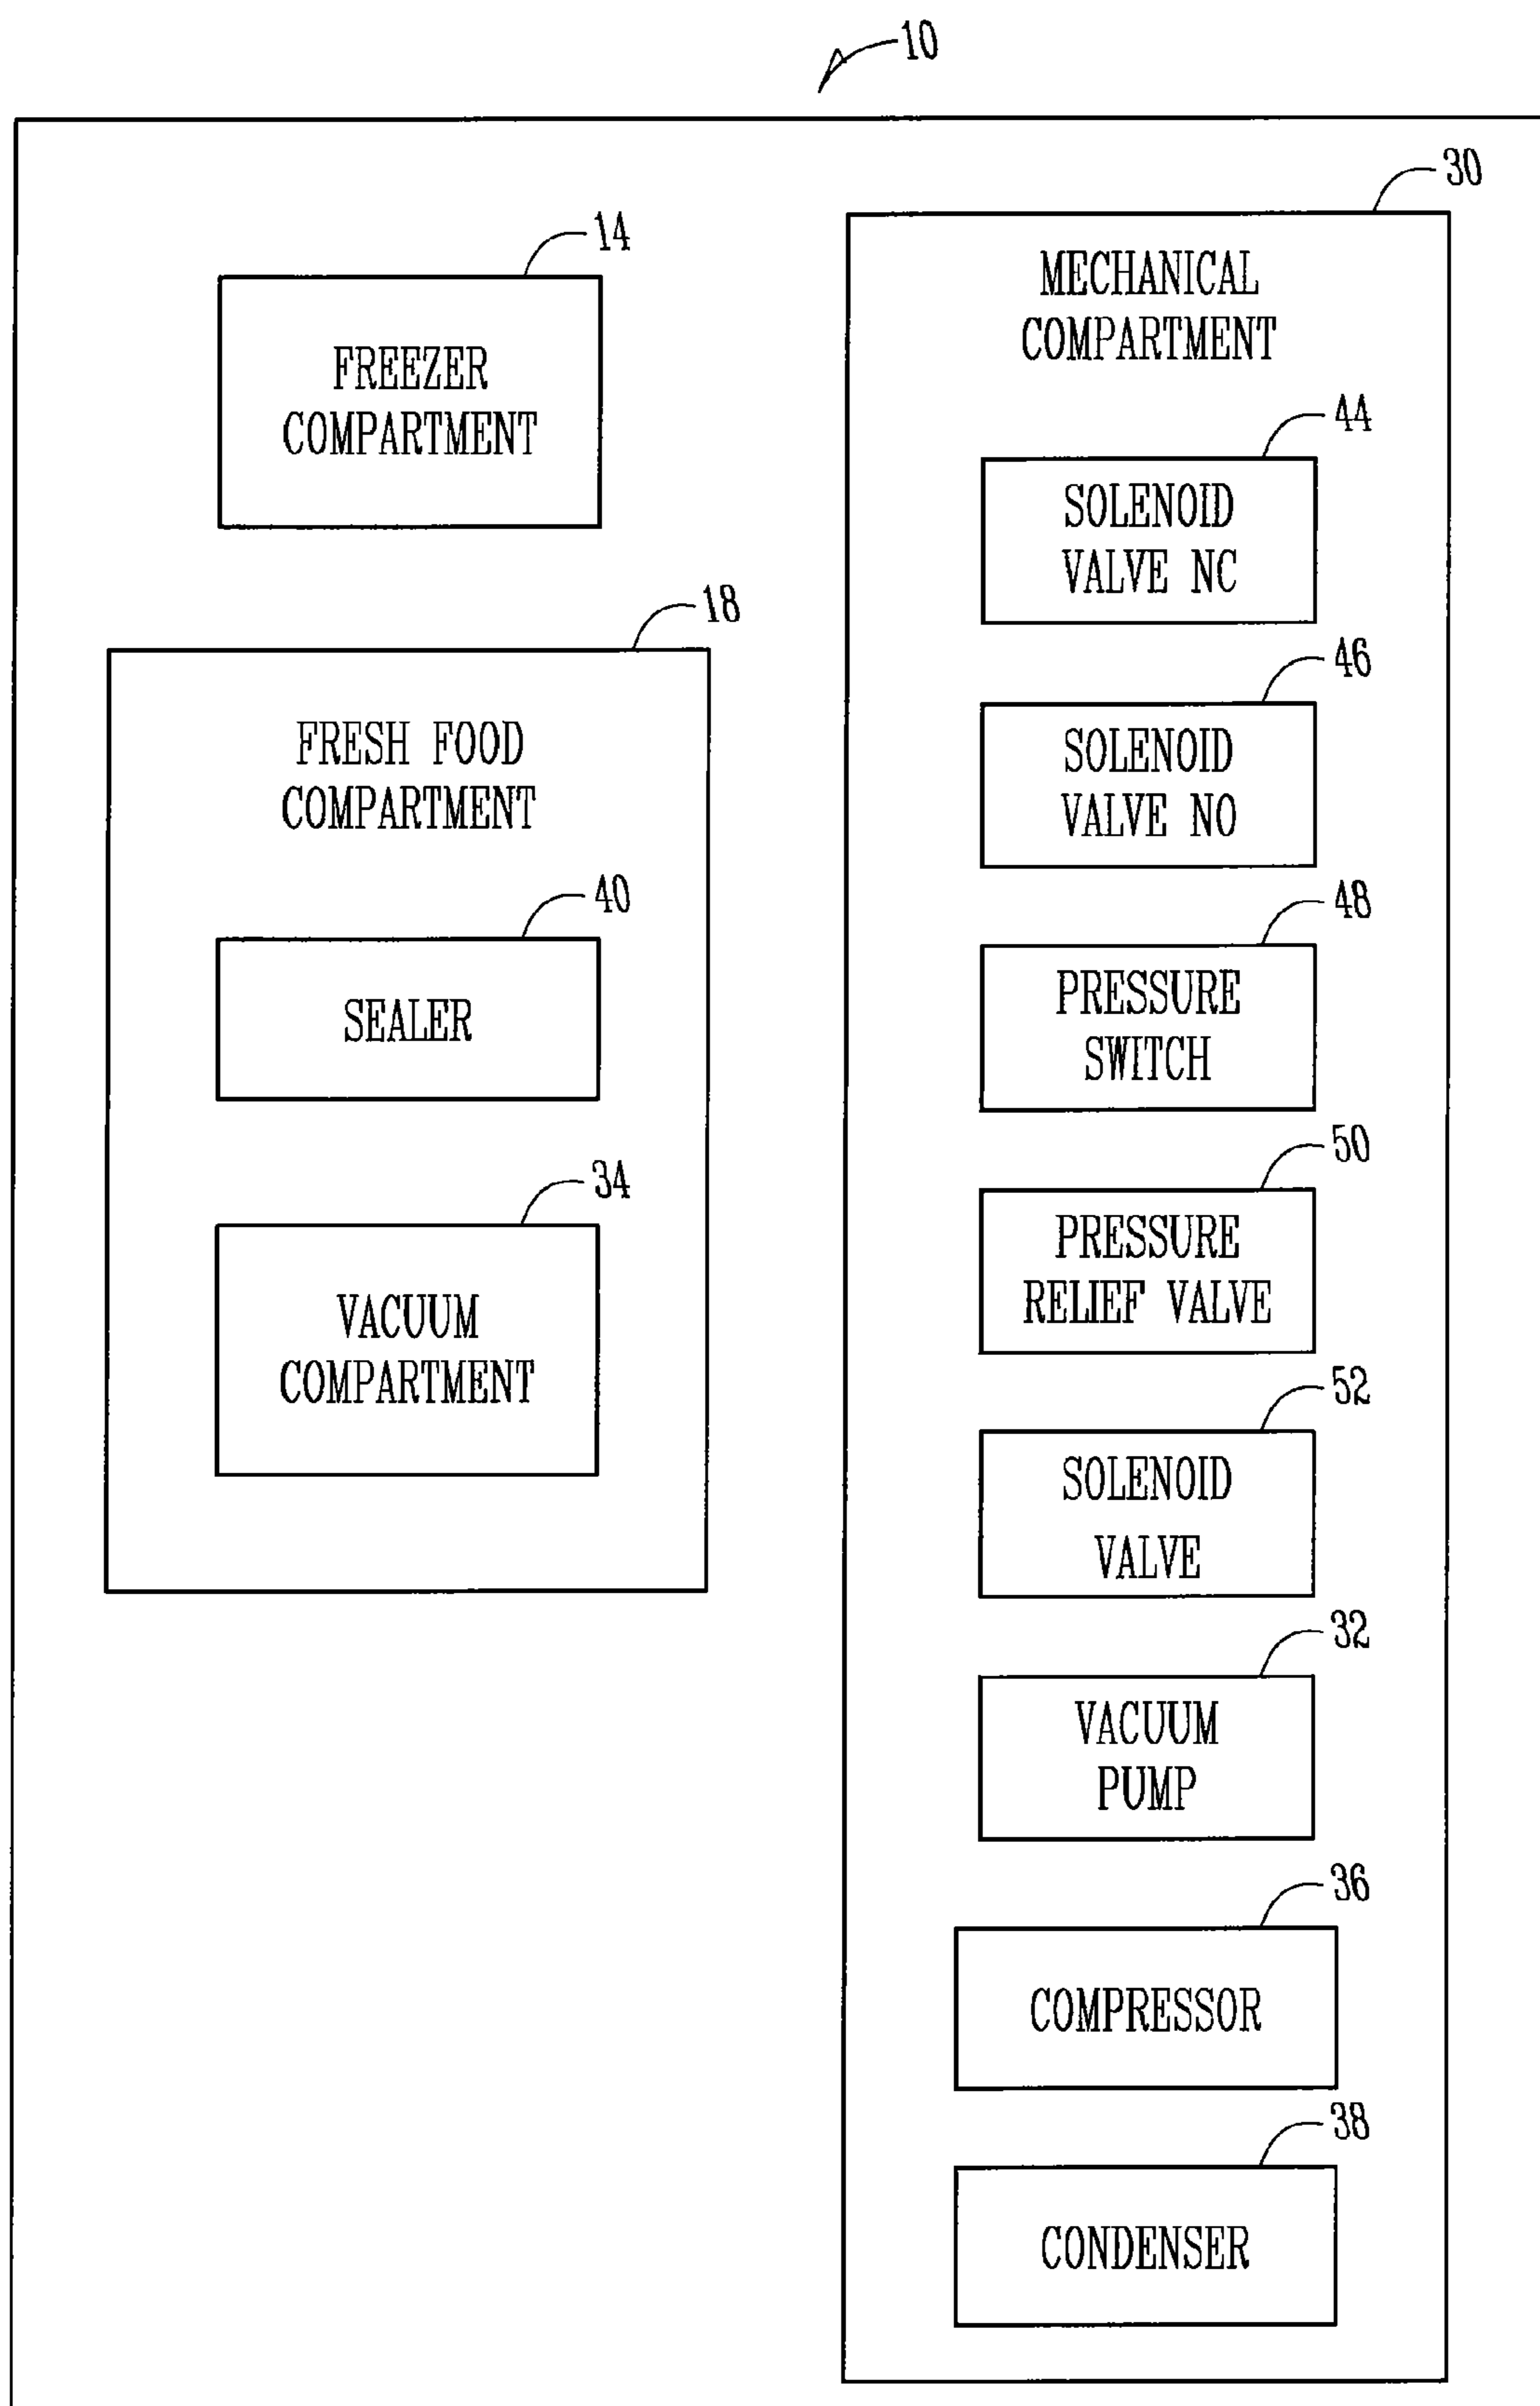 10
14
FREEZER
COMPARTMENT
18
FRESH FOOD
COMPARTMENT
40
SEALER
34
VACUUM
COMPARTMENT
30
MECHANICAL
COMPARTMENT
44
SOLENOID
VALVE NC
46
SOLENOID
VALVE NO
48
PRESSURE
SWITCH
50
PRESSURE
RELIEF VALVE
52
SOLENOID
VALVE
32
VACUUM
PUMP
36
COMPRESSOR
38
CONDENSER